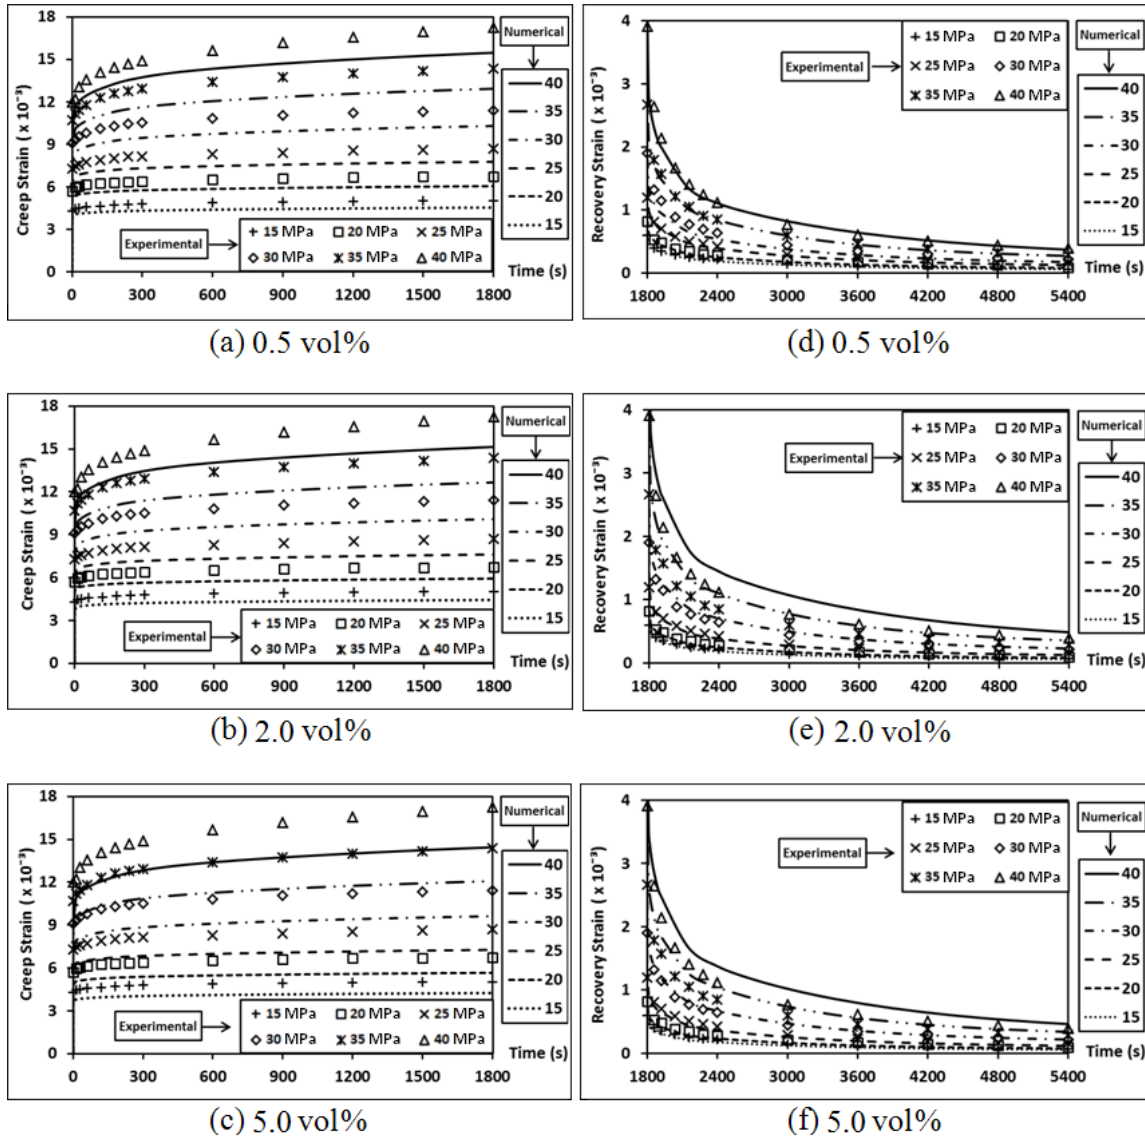 18
15
12
9
6
3
0
Creep Strain ( x 10⁻³)
Numerical
40
35
30
25
20
15
Experimental
15 MPa 20 MPa 25 MPa
30 MPa 35 MPa 40 MPa
Time (s)
0 300 600 900 1200 1500 1800
(a) 0.5 vol%
4
3
2
1
0
Recovery Strain ( x 10⁻³)
Experimental
15 MPa 20 MPa
25 MPa 30 MPa
35 MPa 40 MPa
Numerical
40
35
30
25
20
15
Time (s)
1800 2400 3000 3600 4200 4800 5400
(d) 0.5 vol%
18
15
12
9
6
3
0
Creep Strain ( x 10⁻³)
Numerical
40
35
30
25
20
15
Experimental
15 MPa 20 MPa 25 MPa
30 MPa 35 MPa 40 MPa
Time (s)
0 300 600 900 1200 1500 1800
(b) 2.0 vol%
4
3
2
1
0
Recovery Strain ( x 10⁻³)
Experimental
15 MPa 20 MPa
25 MPa 30 MPa
35 MPa 40 MPa
Numerical
40
35
30
25
20
15
Time (s)
1800 2400 3000 3600 4200 4800 5400
(e) 2.0 vol%
18
15
12
9
6
3
0
Creep Strain ( x 10⁻³)
Numerical
40
35
30
25
20
15
Experimental
15 MPa 20 MPa 25 MPa
30 MPa 35 MPa 40 MPa
Time (s)
0 300 600 900 1200 1500 1800
(c) 5.0 vol%
4
3
2
1
0
Recovery Strain ( x 10⁻³)
Experimental
15 MPa 20 MPa
25 MPa 30 MPa
35 MPa 40 MPa
Numerical
40
35
30
25
20
15
Time (s)
1800 2400 3000 3600 4200 4800 5400
(f) 5.0 vol%